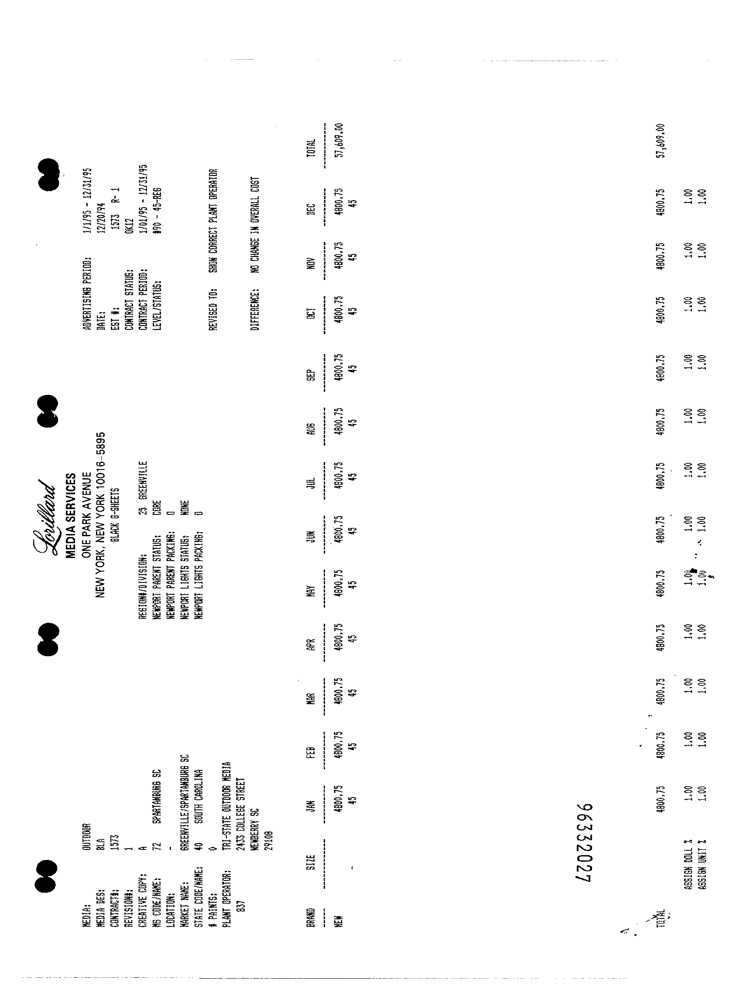 Lorillard
MEDIA SERVICES
ONE PARK AVENUE
NEW YORK, NEW YORK 10016-5895
BLACK 8-SHEETS
MEDIA: OUTDOOR
MEDIA DES: BLA
CONTRACT#: 1573
REVISION#: 1
CREATIVE COPY: A
MS CODE/NAME: 72 SPARTANBURG SC
LOCATION: -
MARKET NAME: GREENVILLE/SPARTANBURG SC
STATE CODE/NAME: 40 SOUTH CAROLINA
# PAINTS: 0
PLANT OPERATOR: TRI-STATE OUTDOOR MEDIA
837 2433 COLLEGE STREET
NEWBERRY SC
29108
REGION#/DIVISION: 25 GREENVILLE
NEWPORT PARENT STATUS: CORE
NEWPORT PARENT PACKING: 0
NEWPORT LIGHTS STATUS: NONE
NEWPORT LIGHTS PACKING: 0
ADVERTISING PERIOD: 1/1/95 - 12/31/95
DATE: 12/20/94
EST #: 1573 R- 1
CONTRACT STATUS: OK12
CONTRACT PERIOD: 1/01/95 - 12/31/95
LEVEL/STATUS: #90 - 45-REG
REVISED TO: SHOW CORRECT PLANT OPERATOR
DIFFERENCE: NO CHANGE IN OVERALL COST
BRAND SIZE JAN FEB MAR APR MAY JUN JUL AUG SEP OCT NOV DEC TOTAL
NEW 4800.75 4800.75 4800.75 4800.75 4800.75 4800.75 4800.75 4800.75 4800.75 4800.75 4800.75 4800.75 57,609.00
- 45 45 45 45 45 45 45 45 45 45 45 45
96332027
TOTAL 4800.75 4800.75 4800.75 4800.75 4800.75 4800.75 4800.75 4800.75 4800.75 4800.75 4800.75 4800.75 57,609.00
ASSIGN DOLL % 1.00 1.00 1.00 1.00 1.00 1.00 1.00 1.00 1.00 1.00 1.00 1.00
ASSIGN UNIT % 1.00 1.00 1.00 1.00 1.00 1.00 1.00 1.00 1.00 1.00 1.00 1.00